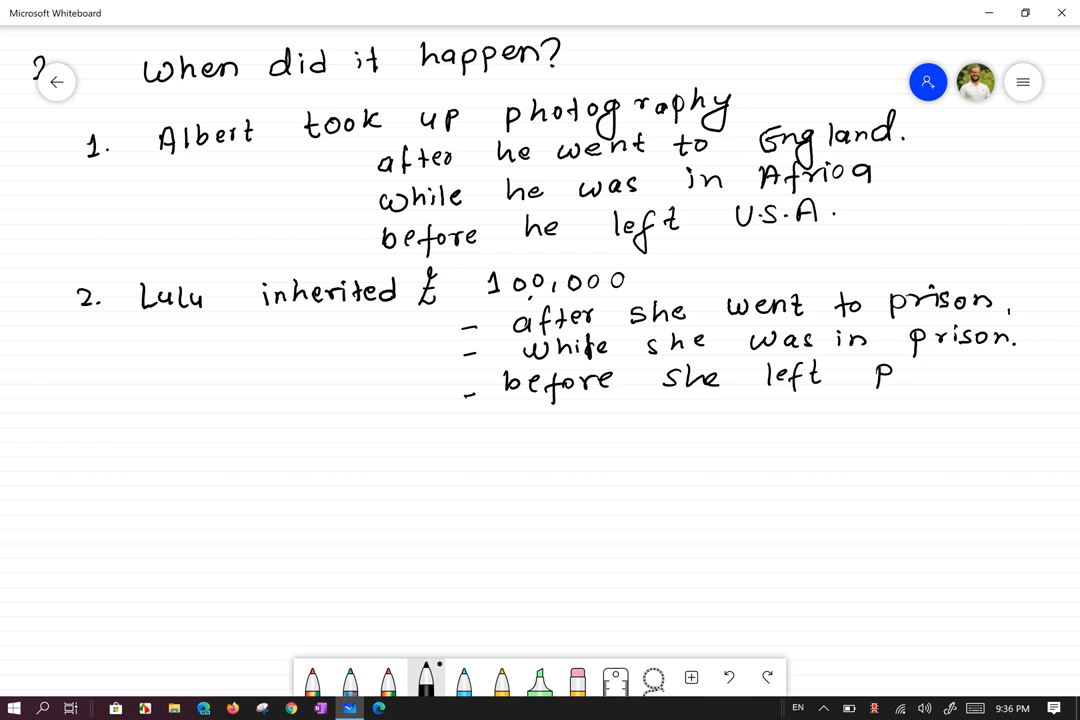 Microsoft Whiteboard
? When did it happen?
1. Albert took up photography
after he went to England.
while he was in Africa
before he left U.S.A.
2. Lulu inherited £ 100,000
- after she went to prison,
- while she was in prison.
- before she left p
EN 9:36 PM